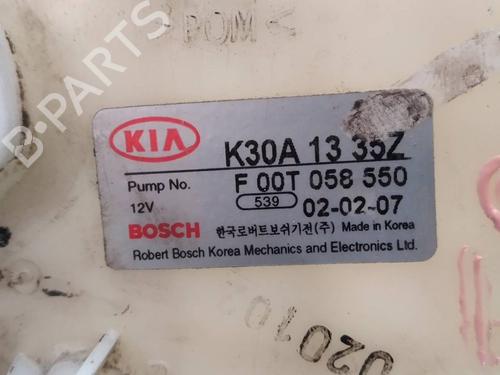 >POM<
B-PARTS
KIA
K30A 13 35Z
Pump No.
F 00T 058 550
12V
539
02-02-07
BOSCH
한국로버트보쉬기전(주)
Made in Korea
Robert Bosch Korea Mechanics and Electronics Ltd.